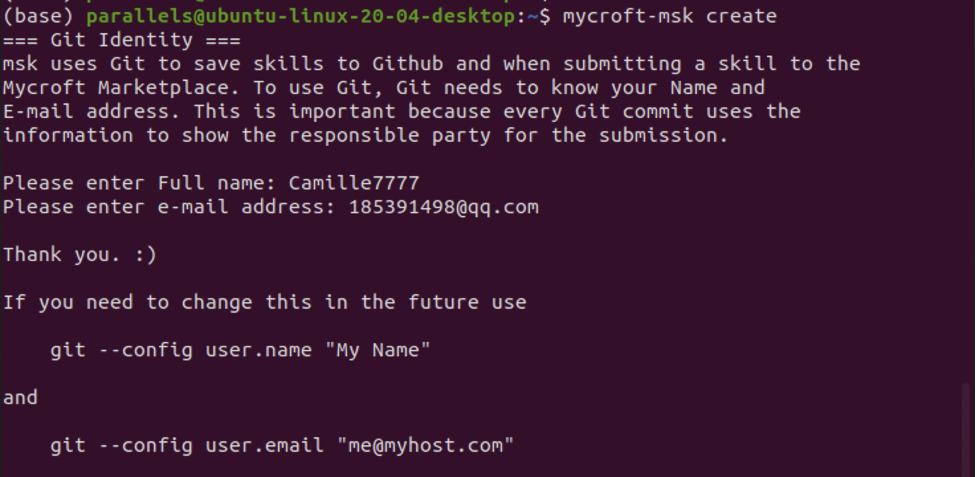 (base) parallels@ubuntu-linux-20-04-desktop:~$ mycroft-msk create
=== Git Identity ===
msk uses Git to save skills to Github and when submitting a skill to the
Mycroft Marketplace. To use Git, Git needs to know your Name and
E-mail address. This is important because every Git commit uses the
information to show the responsible party for the submission.
Please enter Full name: Camille7777
Please enter e-mail address: 185391498@qq.com
Thank you. :)
If you need to change this in the future use
git --config user.name "My Name"
and
git --config user.email "me@myhost.com"